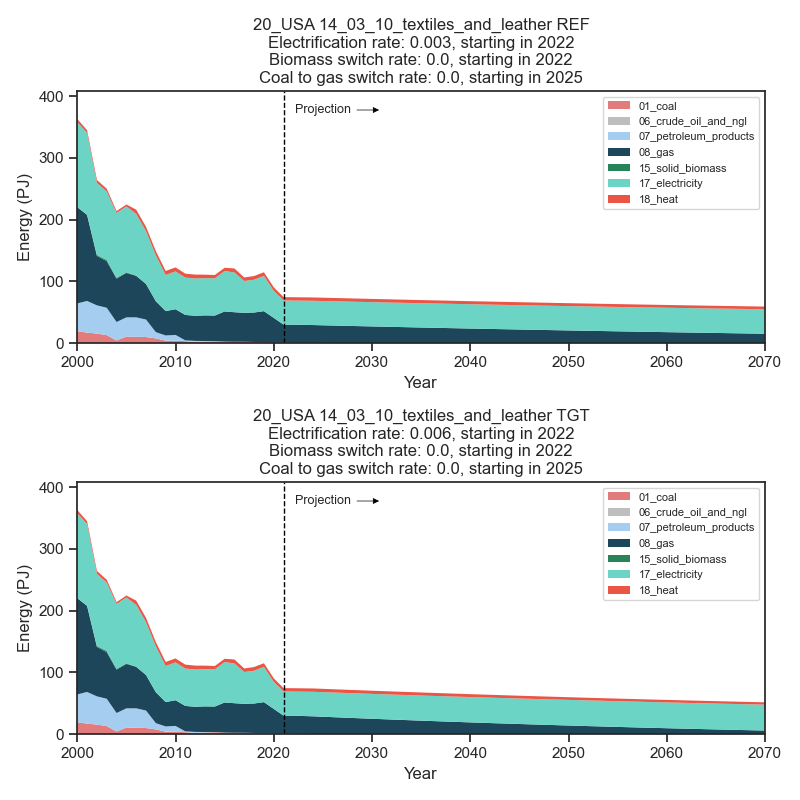 20_USA 14_03_10_textiles_and_leather REF
Electrification rate: 0.003, starting in 2022
Biomass switch rate: 0.0, starting in 2022
Coal to gas switch rate: 0.0, starting in 2025
Projection
01_coal
06_crude_oil_and_ngl
07_petroleum_products
08_gas
15_solid_biomass
17_electricity
18_heat
Energy (PJ)
400
300
200
100
0
2000 2010 2020 2030 2040 2050 2060 2070
Year
20_USA 14_03_10_textiles_and_leather TGT
Electrification rate: 0.006, starting in 2022
Biomass switch rate: 0.0, starting in 2022
Coal to gas switch rate: 0.0, starting in 2025
Projection
01_coal
06_crude_oil_and_ngl
07_petroleum_products
08_gas
15_solid_biomass
17_electricity
18_heat
Energy (PJ)
400
300
200
100
0
2000 2010 2020 2030 2040 2050 2060 2070
Year